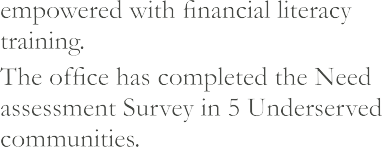 empowered with financial literacy
training.
The office has completed the Need
assessment Survey in 5 Underserved
communities.